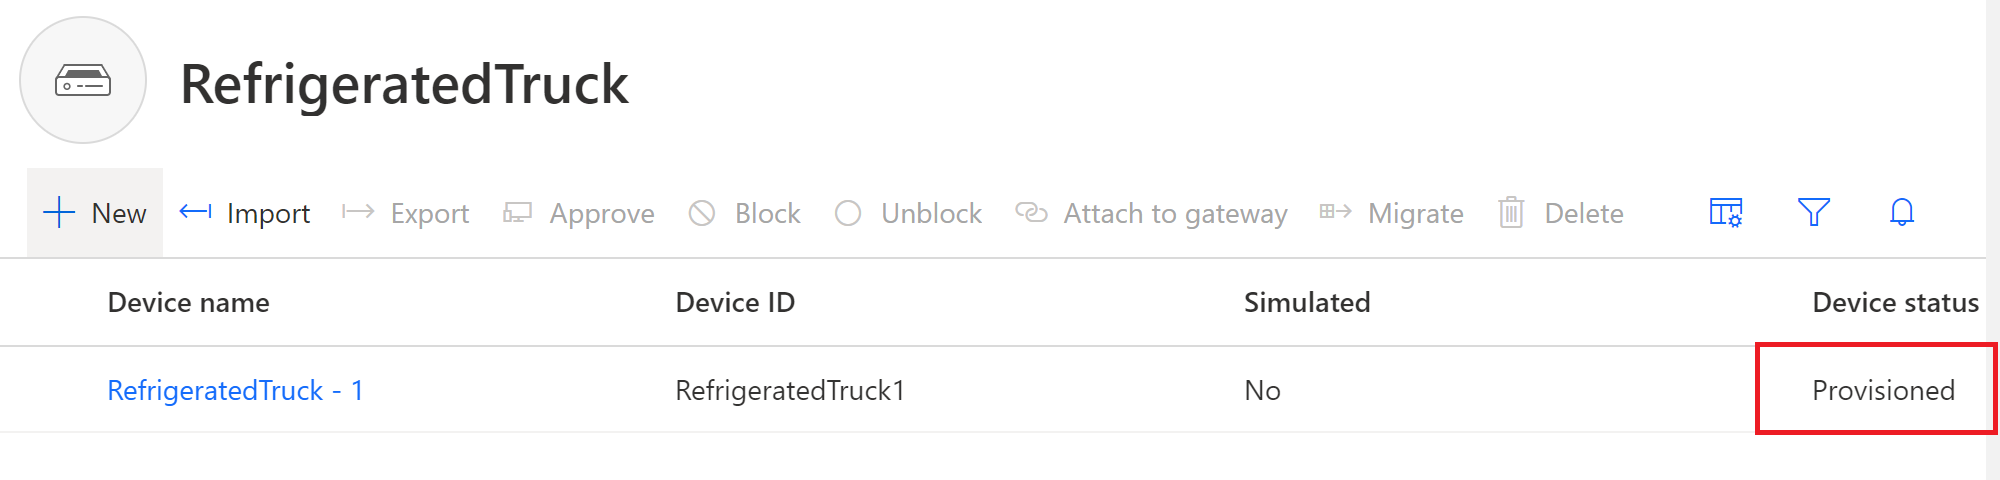 RefrigeratedTruck
New Import Export Approve Block Unblock Attach to gateway Migrate Delete
Device name Device ID Simulated Device status
RefrigeratedTruck - 1 RefrigeratedTruck1 No Provisioned